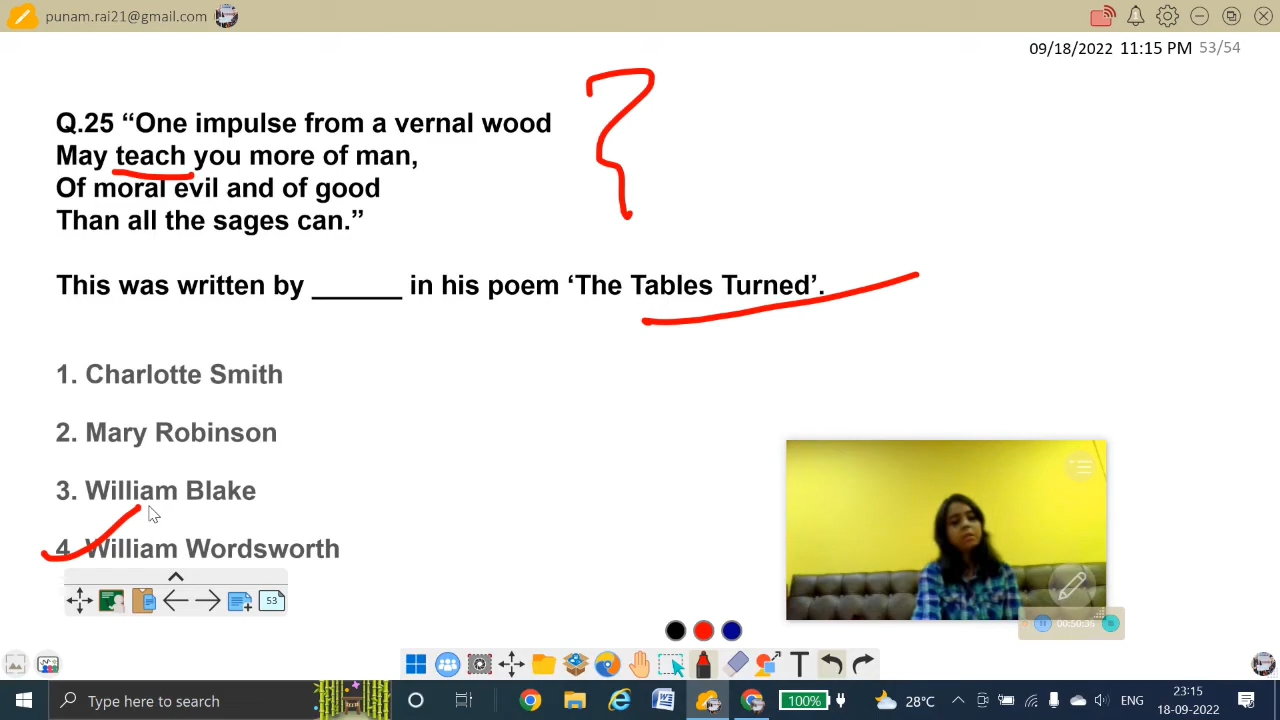 punam.rai21@gmail.com
09/18/2022 11:15 PM 53/54
Q.25 “One impulse from a vernal wood
May teach you more of man,
Of moral evil and of good
Than all the sages can.”
This was written by ______ in his poem ‘The Tables Turned’.
1. Charlotte Smith
2. Mary Robinson
3. William Blake
4. William Wordsworth
53
00:50:36
Type here to search
100%
28°C
ENG
23:15
18-09-2022